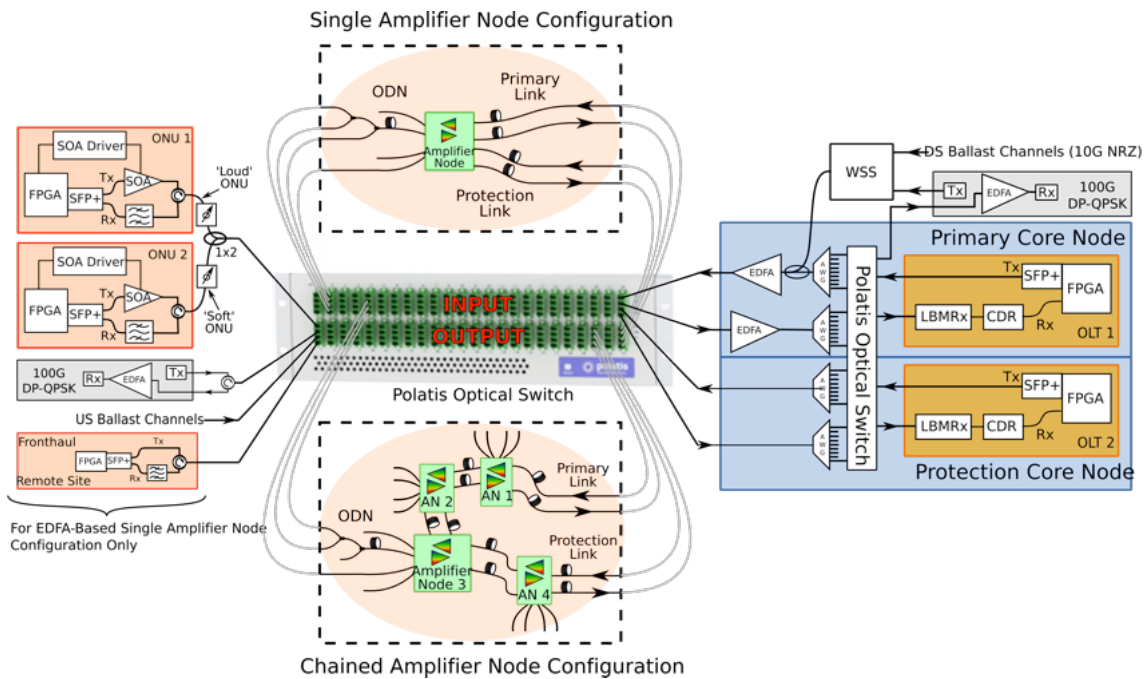 Single Amplifier Node Configuration
ODN
Primary
Link
Amplifier
Node
Protection
Link
ONU 1
SOA Driver
FPGA
Tx
SOA
SFP+
Rx
'Loud'
ONU
1x2
ONU 2
SOA Driver
FPGA
Tx
SOA
SFP+
Rx
'Soft'
ONU
100G
DP-QPSK
Rx
EDFA
Tx
US Ballast Channels
Fronthaul
Remote Site
FPGA
SFP+
Tx
Rx
For EDFA-Based Single Amplifier Node
Configuration Only
INPUT
OUTPUT
polatis
Polatis Optical Switch
WSS
DS Ballast Channels (10G NRZ)
Tx
EDFA
Rx
100G
DP-QPSK
Primary Core Node
EDFA
AWG
Tx
SFP+
FPGA
EDFA
AWG
LBMRx
CDR
Rx
OLT 1
Polatis Optical Switch
AWG
Tx
SFP+
FPGA
AWG
LBMRx
CDR
Rx
OLT 2
Protection Core Node
AN 2
AN 1
Primary
Link
ODN
Amplifier
Node 3
Protection
Link
AN 4
Chained Amplifier Node Configuration